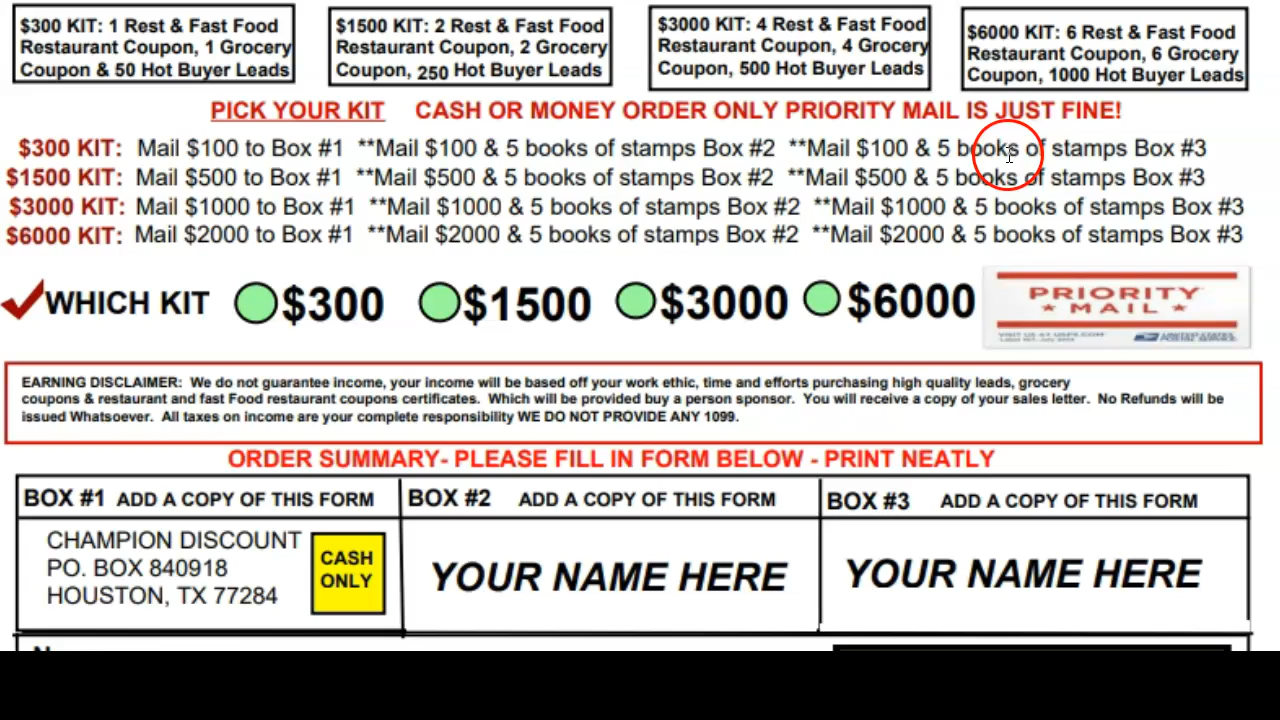 $300 KIT: 1 Rest & Fast Food
Restaurant Coupon, 1 Grocery
Coupon & 50 Hot Buyer Leads
$1500 KIT: 2 Rest & Fast Food
Restaurant Coupon, 2 Grocery
Coupon, 250 Hot Buyer Leads
$3000 KIT: 4 Rest & Fast Food
Restaurant Coupon, 4 Grocery
Coupon, 500 Hot Buyer Leads
$6000 KIT: 6 Rest & Fast Food
Restaurant Coupon, 6 Grocery
Coupon, 1000 Hot Buyer Leads
PICK YOUR KIT CASH OR MONEY ORDER ONLY PRIORITY MAIL IS JUST FINE!
$300 KIT: Mail $100 to Box #1 **Mail $100 & 5 books of stamps Box #2 **Mail $100 & 5 books of stamps Box #3
$1500 KIT: Mail $500 to Box #1 **Mail $500 & 5 books of stamps Box #2 **Mail $500 & 5 books of stamps Box #3
$3000 KIT: Mail $1000 to Box #1 **Mail $1000 & 5 books of stamps Box #2 **Mail $1000 & 5 books of stamps Box #3
$6000 KIT: Mail $2000 to Box #1 **Mail $2000 & 5 books of stamps Box #2 **Mail $2000 & 5 books of stamps Box #3
WHICH KIT $300 $1500 $3000 $6000
PRIORITY
★ MAIL ★
UNITED STATES
POSTAL SERVICE
EARNING DISCLAIMER: We do not guarantee income, your income will be based off your work ethic, time and efforts purchasing high quality leads, grocery
coupons & restaurant and fast Food restaurant coupons certificates. Which will be provided buy a person sponsor. You will receive a copy of your sales letter. No Refunds will be
issued Whatsoever. All taxes on income are your complete responsibility WE DO NOT PROVIDE ANY 1099.
ORDER SUMMARY- PLEASE FILL IN FORM BELOW - PRINT NEATLY
BOX #1 ADD A COPY OF THIS FORM
CHAMPION DISCOUNT
PO. BOX 840918
HOUSTON, TX 77284
CASH
ONLY
BOX #2 ADD A COPY OF THIS FORM
YOUR NAME HERE
BOX #3 ADD A COPY OF THIS FORM
YOUR NAME HERE